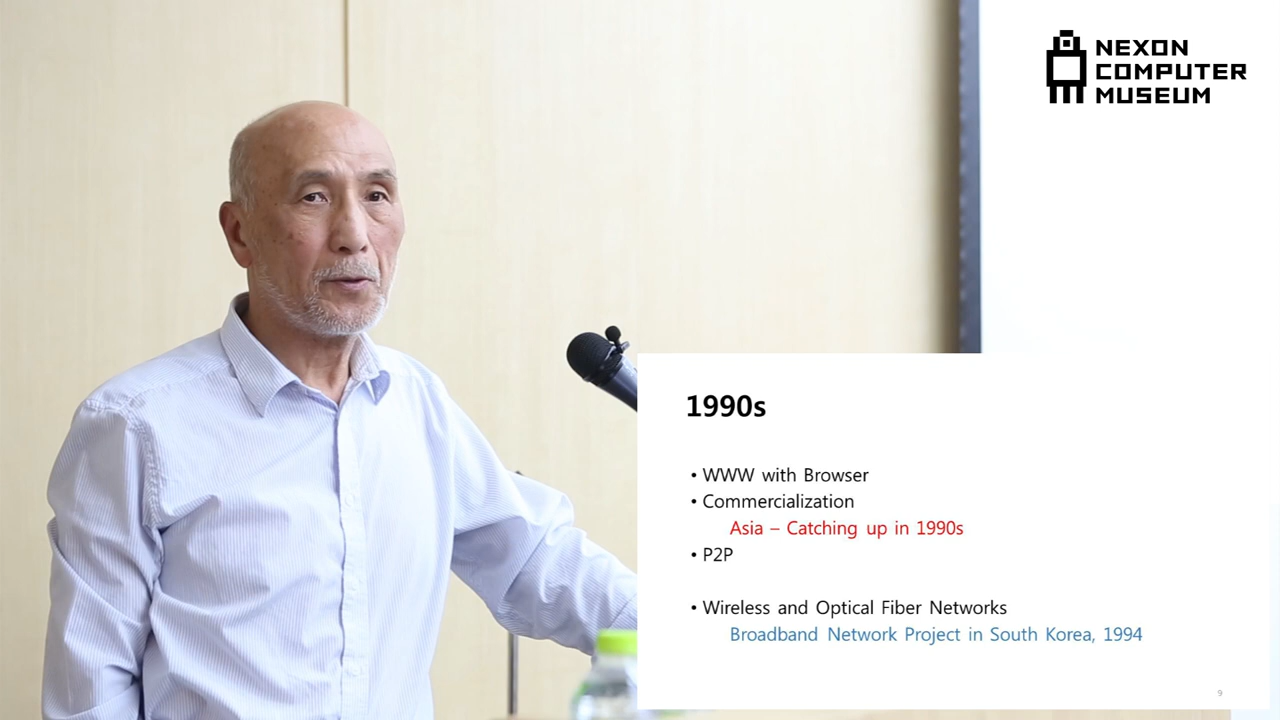 NEXON
COMPUTER
MUSEUM
1990s
• WWW with Browser
• Commercialization
Asia – Catching up in 1990s
• P2P
• Wireless and Optical Fiber Networks
Broadband Network Project in South Korea, 1994
9